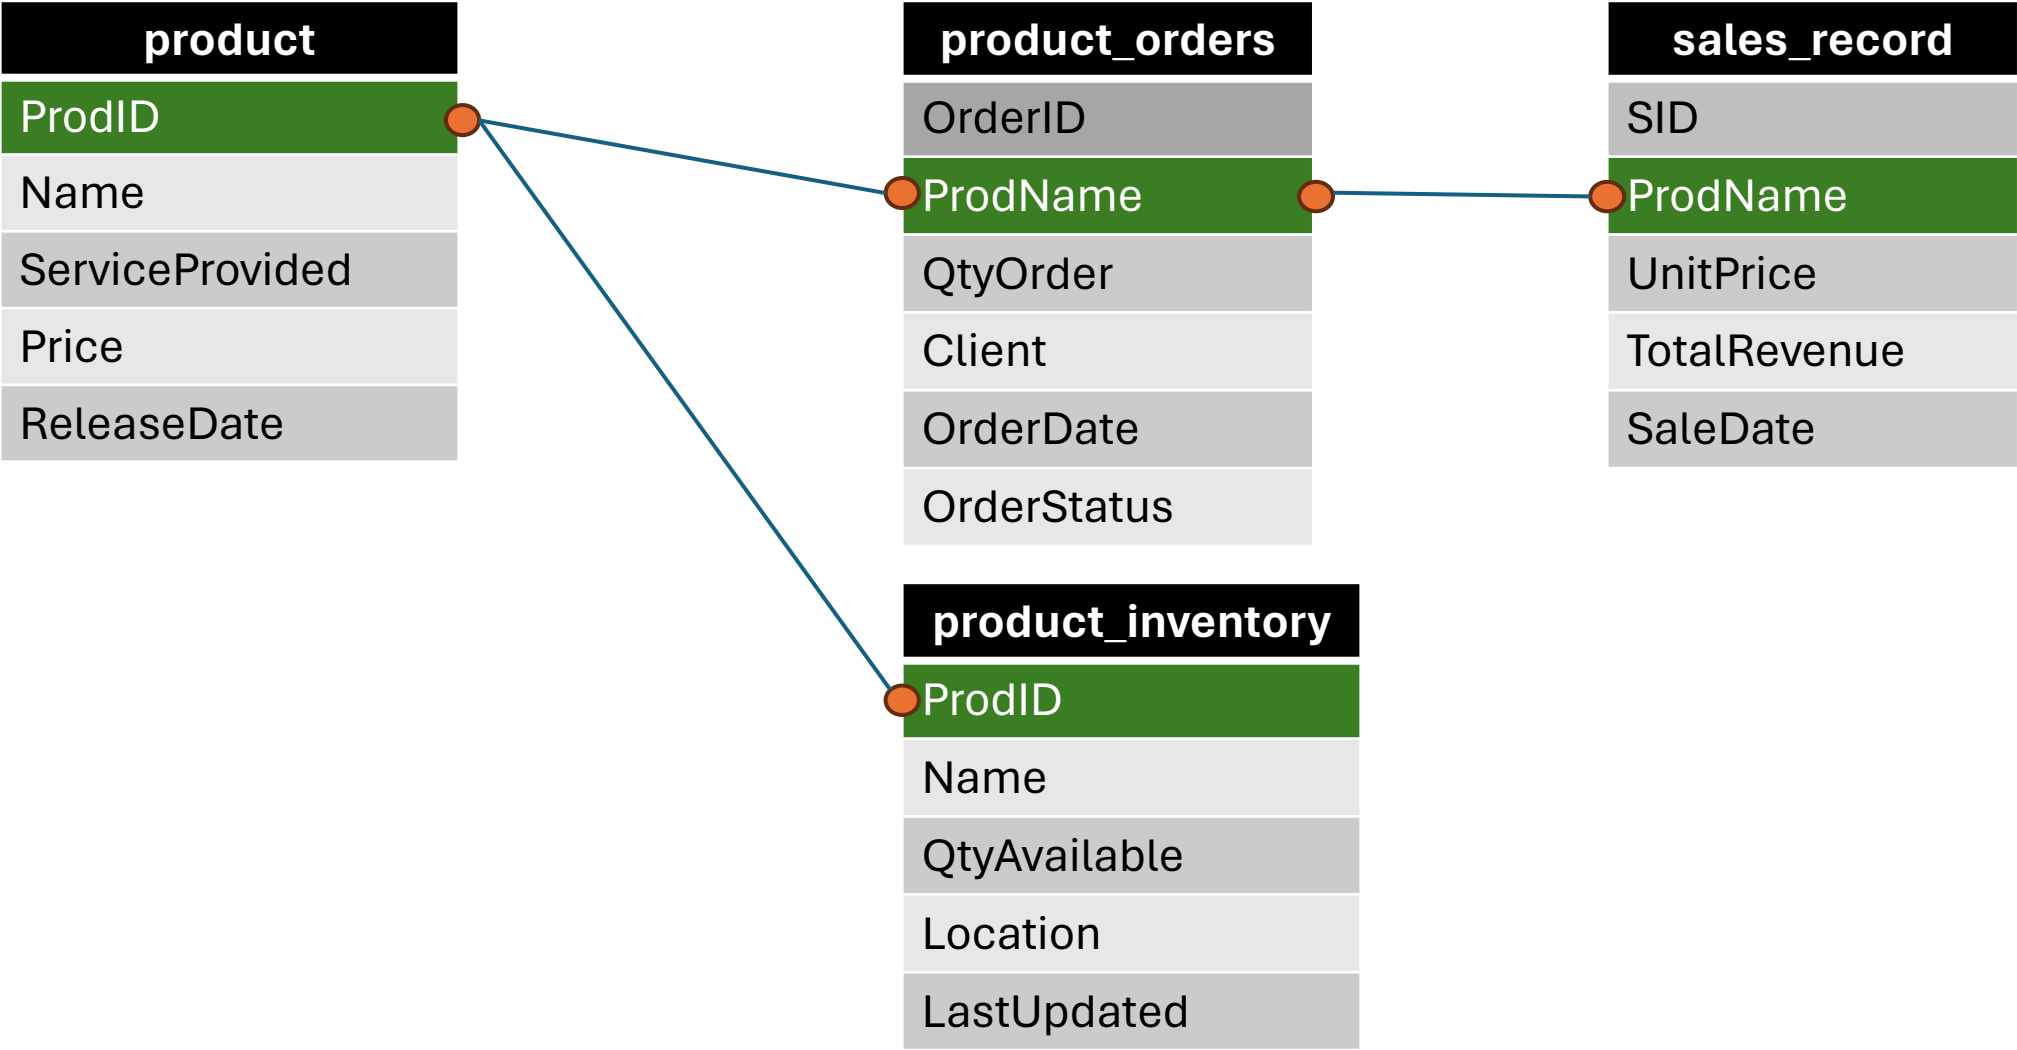 product
ProdID
Name
ServiceProvided
Price
ReleaseDate
product_orders
OrderID
ProdName
QtyOrder
Client
OrderDate
OrderStatus
sales_record
SID
ProdName
UnitPrice
TotalRevenue
SaleDate
product_inventory
ProdID
Name
QtyAvailable
Location
LastUpdated